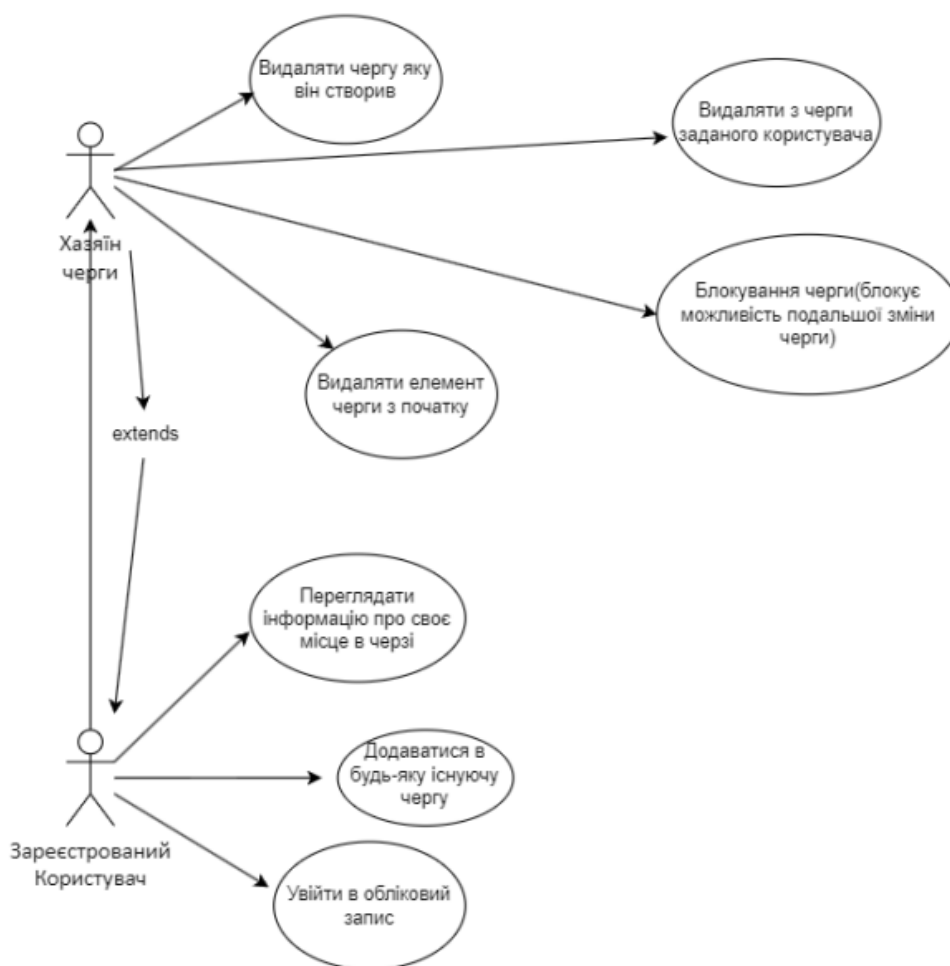 Видаляти чергу яку
він створив
Видаляти з черги
заданого користувача
Хазяїн
черги
Блокування черги(блокує
можливість подальшої зміни
черги)
Видаляти елемент
черги з початку
extends
Переглядати
інформацію про своє
місце в черзі
Додаватися в
будь-яку існуючу
чергу
Зареєстрований
Користувач
Увійти в обліковий
запис